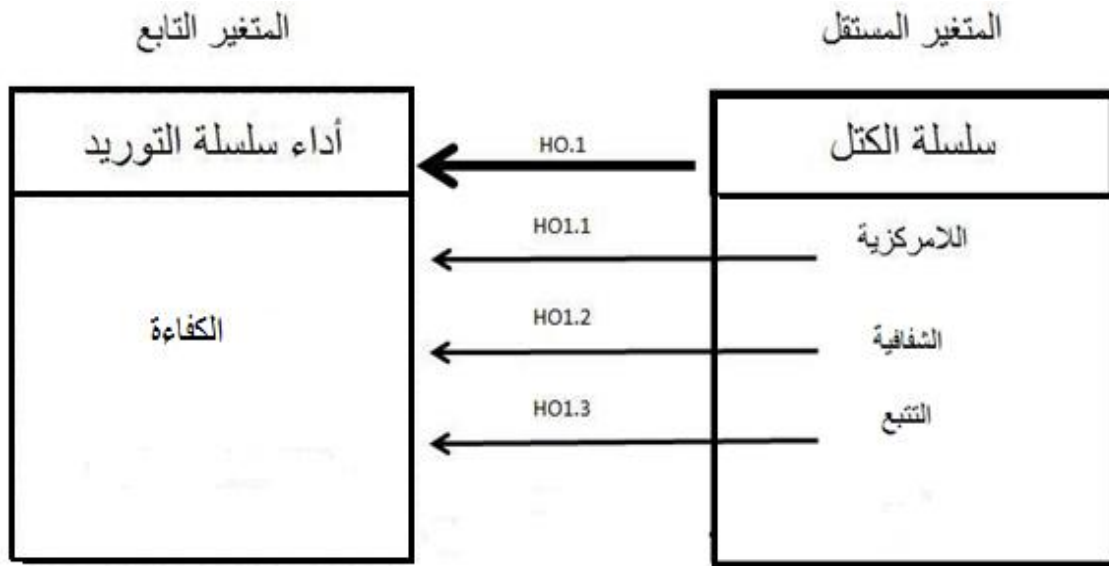 المتغير المستقل
المتغير التابع
سلسلة الكتل
HO.1
أداء سلسلة التوريد
اللامركزية
HO1.1
الشفافية
HO1.2
الكفاءة
التتبع
HO1.3